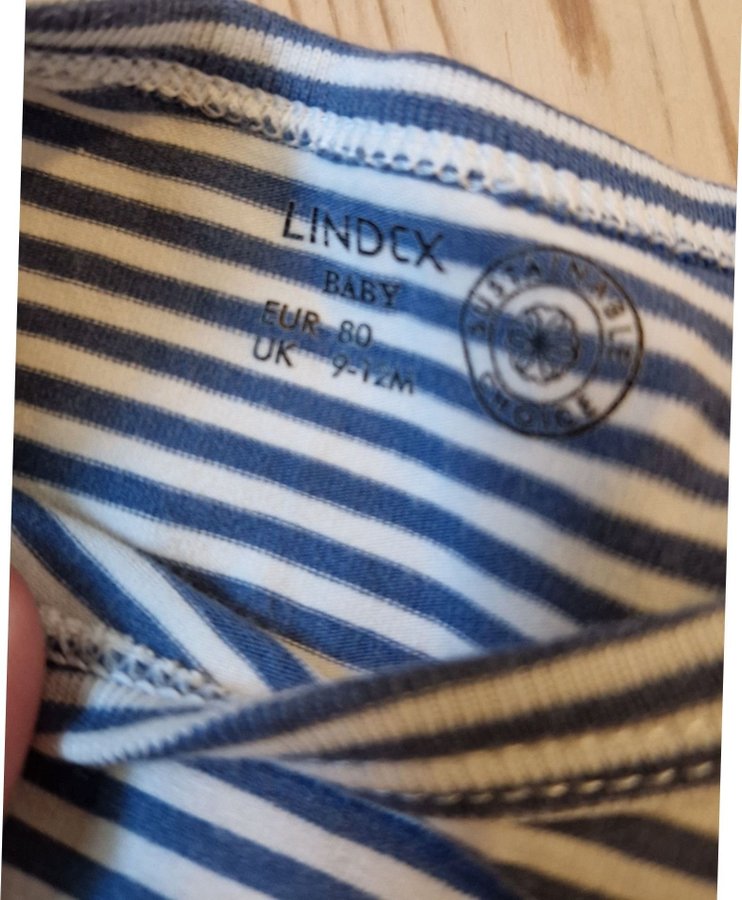 LINDEX
BABY
EUR 80
UK 9-12M
SUSTAINABLE
CHOICE